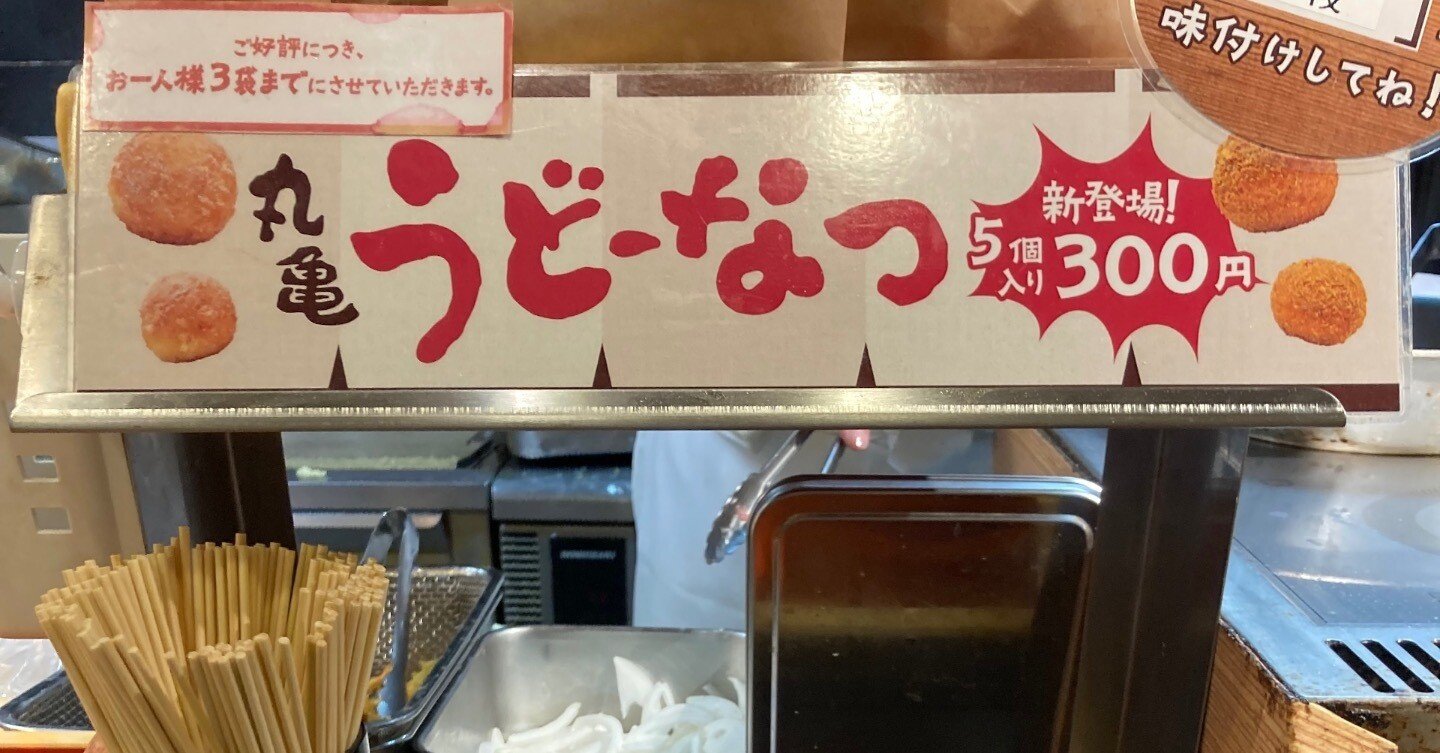 ご好評につき、
お一人様3袋までにさせていただきます。
味付けしてね!
丸亀
うどーなつ
新登場!
5個入り300円